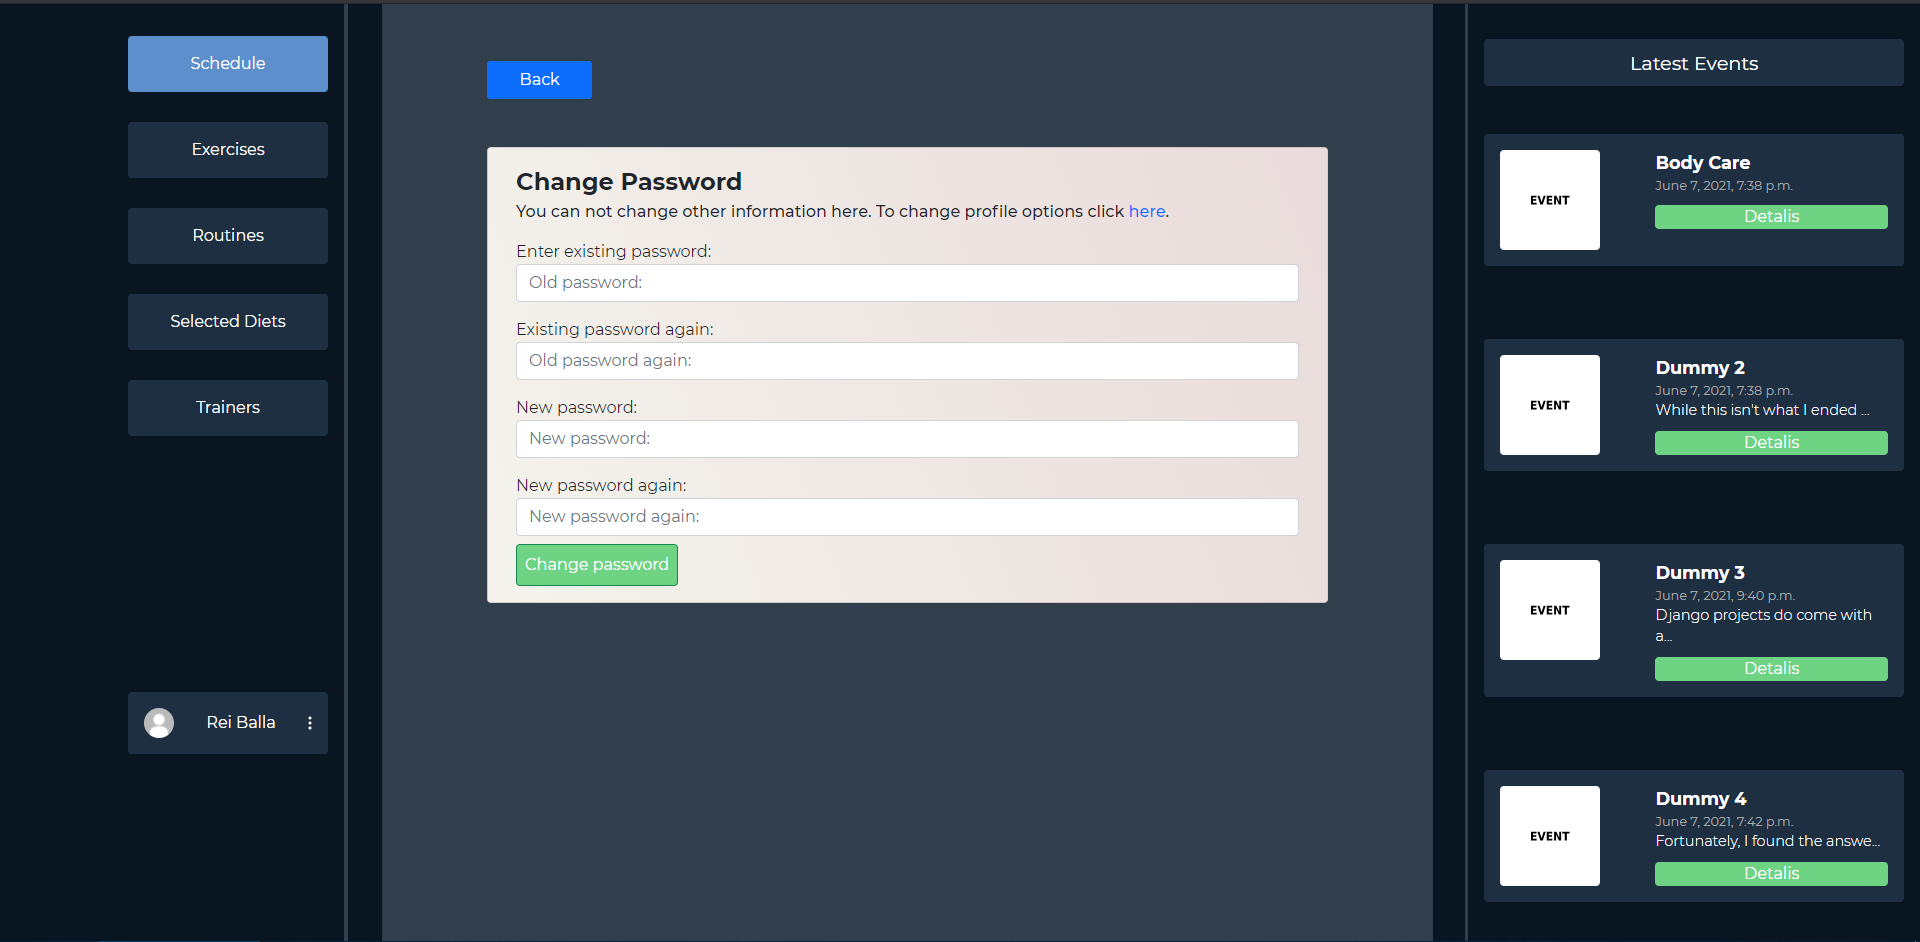 Schedule
Exercises
Routines
Selected Diets
Trainers
Rei Balla
Back
Change Password
You can not change other information here. To change profile options click here.
Enter existing password:
Old password:
Existing password again:
Old password again:
New password:
New password:
New password again:
New password again:
Change password
Latest Events
EVENT
Body Care
June 7, 2021, 7:38 p.m.
Detalis
EVENT
Dummy 2
June 7, 2021, 7:38 p.m.
While this isn't what I ended ...
Detalis
EVENT
Dummy 3
June 7, 2021, 9:40 p.m.
Django projects do come with
a...
Detalis
EVENT
Dummy 4
June 7, 2021, 7:42 p.m.
Fortunately, I found the answe...
Detalis